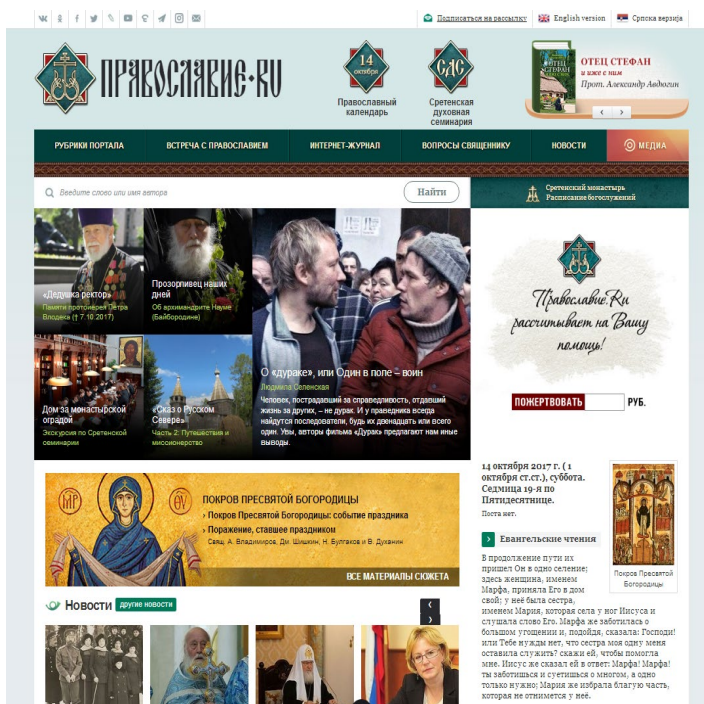 Подписаться на рассылку
English version
Српска верзија
ПРАВОСЛАВИЕ·RU
14
октября
Православный
календарь
СДС
Сретенская
духовная
семинария
ОТЕЦ
СТЕФАН
ОТЕЦ СТЕФАН
и иже с ним
Прот. Александр Авдюгин
РУБРИКИ ПОРТАЛА
ВСТРЕЧА С ПРАВОСЛАВИЕМ
ИНТЕРНЕТ-ЖУРНАЛ
ВОПРОСЫ СВЯЩЕННИКУ
НОВОСТИ
МЕДИА
Введите слово или имя автора
Найти
Сретенский монастырь
Расписание богослужений
«Дедушка ректор»
Памяти протоиерея Петра
Влодека († 7.10.2017)
Прозорливец наших
дней
Об архимандрите Науме
(Байбородине)
Дом за монастырской
оградой
Экскурсия по Сретенской
семинарии
«Сказ о Русском
Севере»
Часть 2: Путешествия и
миссионерство
О «дураке», или Один в поле – воин
Людмила Селенская
Человек, пострадавший за справедливость, отдавший
жизнь за других, – не дурак. И у праведника всегда
найдутся последователи, будь их двенадцать или всего
один. Увы, авторы фильма «Дурак» предлагают нам иные
выводы.
Православие.Ru
рассчитывает на Вашу
помощь!
ПОЖЕРТВОВАТЬ
РУБ.
ПОКРОВ ПРЕСВЯТОЙ БОГОРОДИЦЫ
› Покров Пресвятой Богородицы: событие праздника
› Поражение, ставшее праздником
Свящ. А. Владимиров, Дм. Шишкин, Н. Булгаков и В. Духанин
ВСЕ МАТЕРИАЛЫ СЮЖЕТА
Новости
другие новости
14 октября 2017 г. ( 1
октября ст.ст.), суббота.
Седмица 19-я по
Пятидесятнице.
Поста нет.
Покров Пресвятой
Богородицы
Евангельские чтения
В продолжение пути их
пришел Он в одно селение;
здесь женщина, именем
Марфа, приняла Его в дом
свой; у неё была сестра,
именем Мария, которая села у ног Иисуса и
слушала слово Его. Марфа же заботилась о
большом угощении и, подойдя, сказала: Господи!
или Тебе нужды нет, что сестра моя одну меня
оставила служить? скажи ей, чтобы помогла
мне. Иисус же сказал ей в ответ: Марфа! Марфа!
ты заботишься и суетишься о многом, а одно
только нужно; Мария же избрала благую часть,
которая не отнимется у неё.